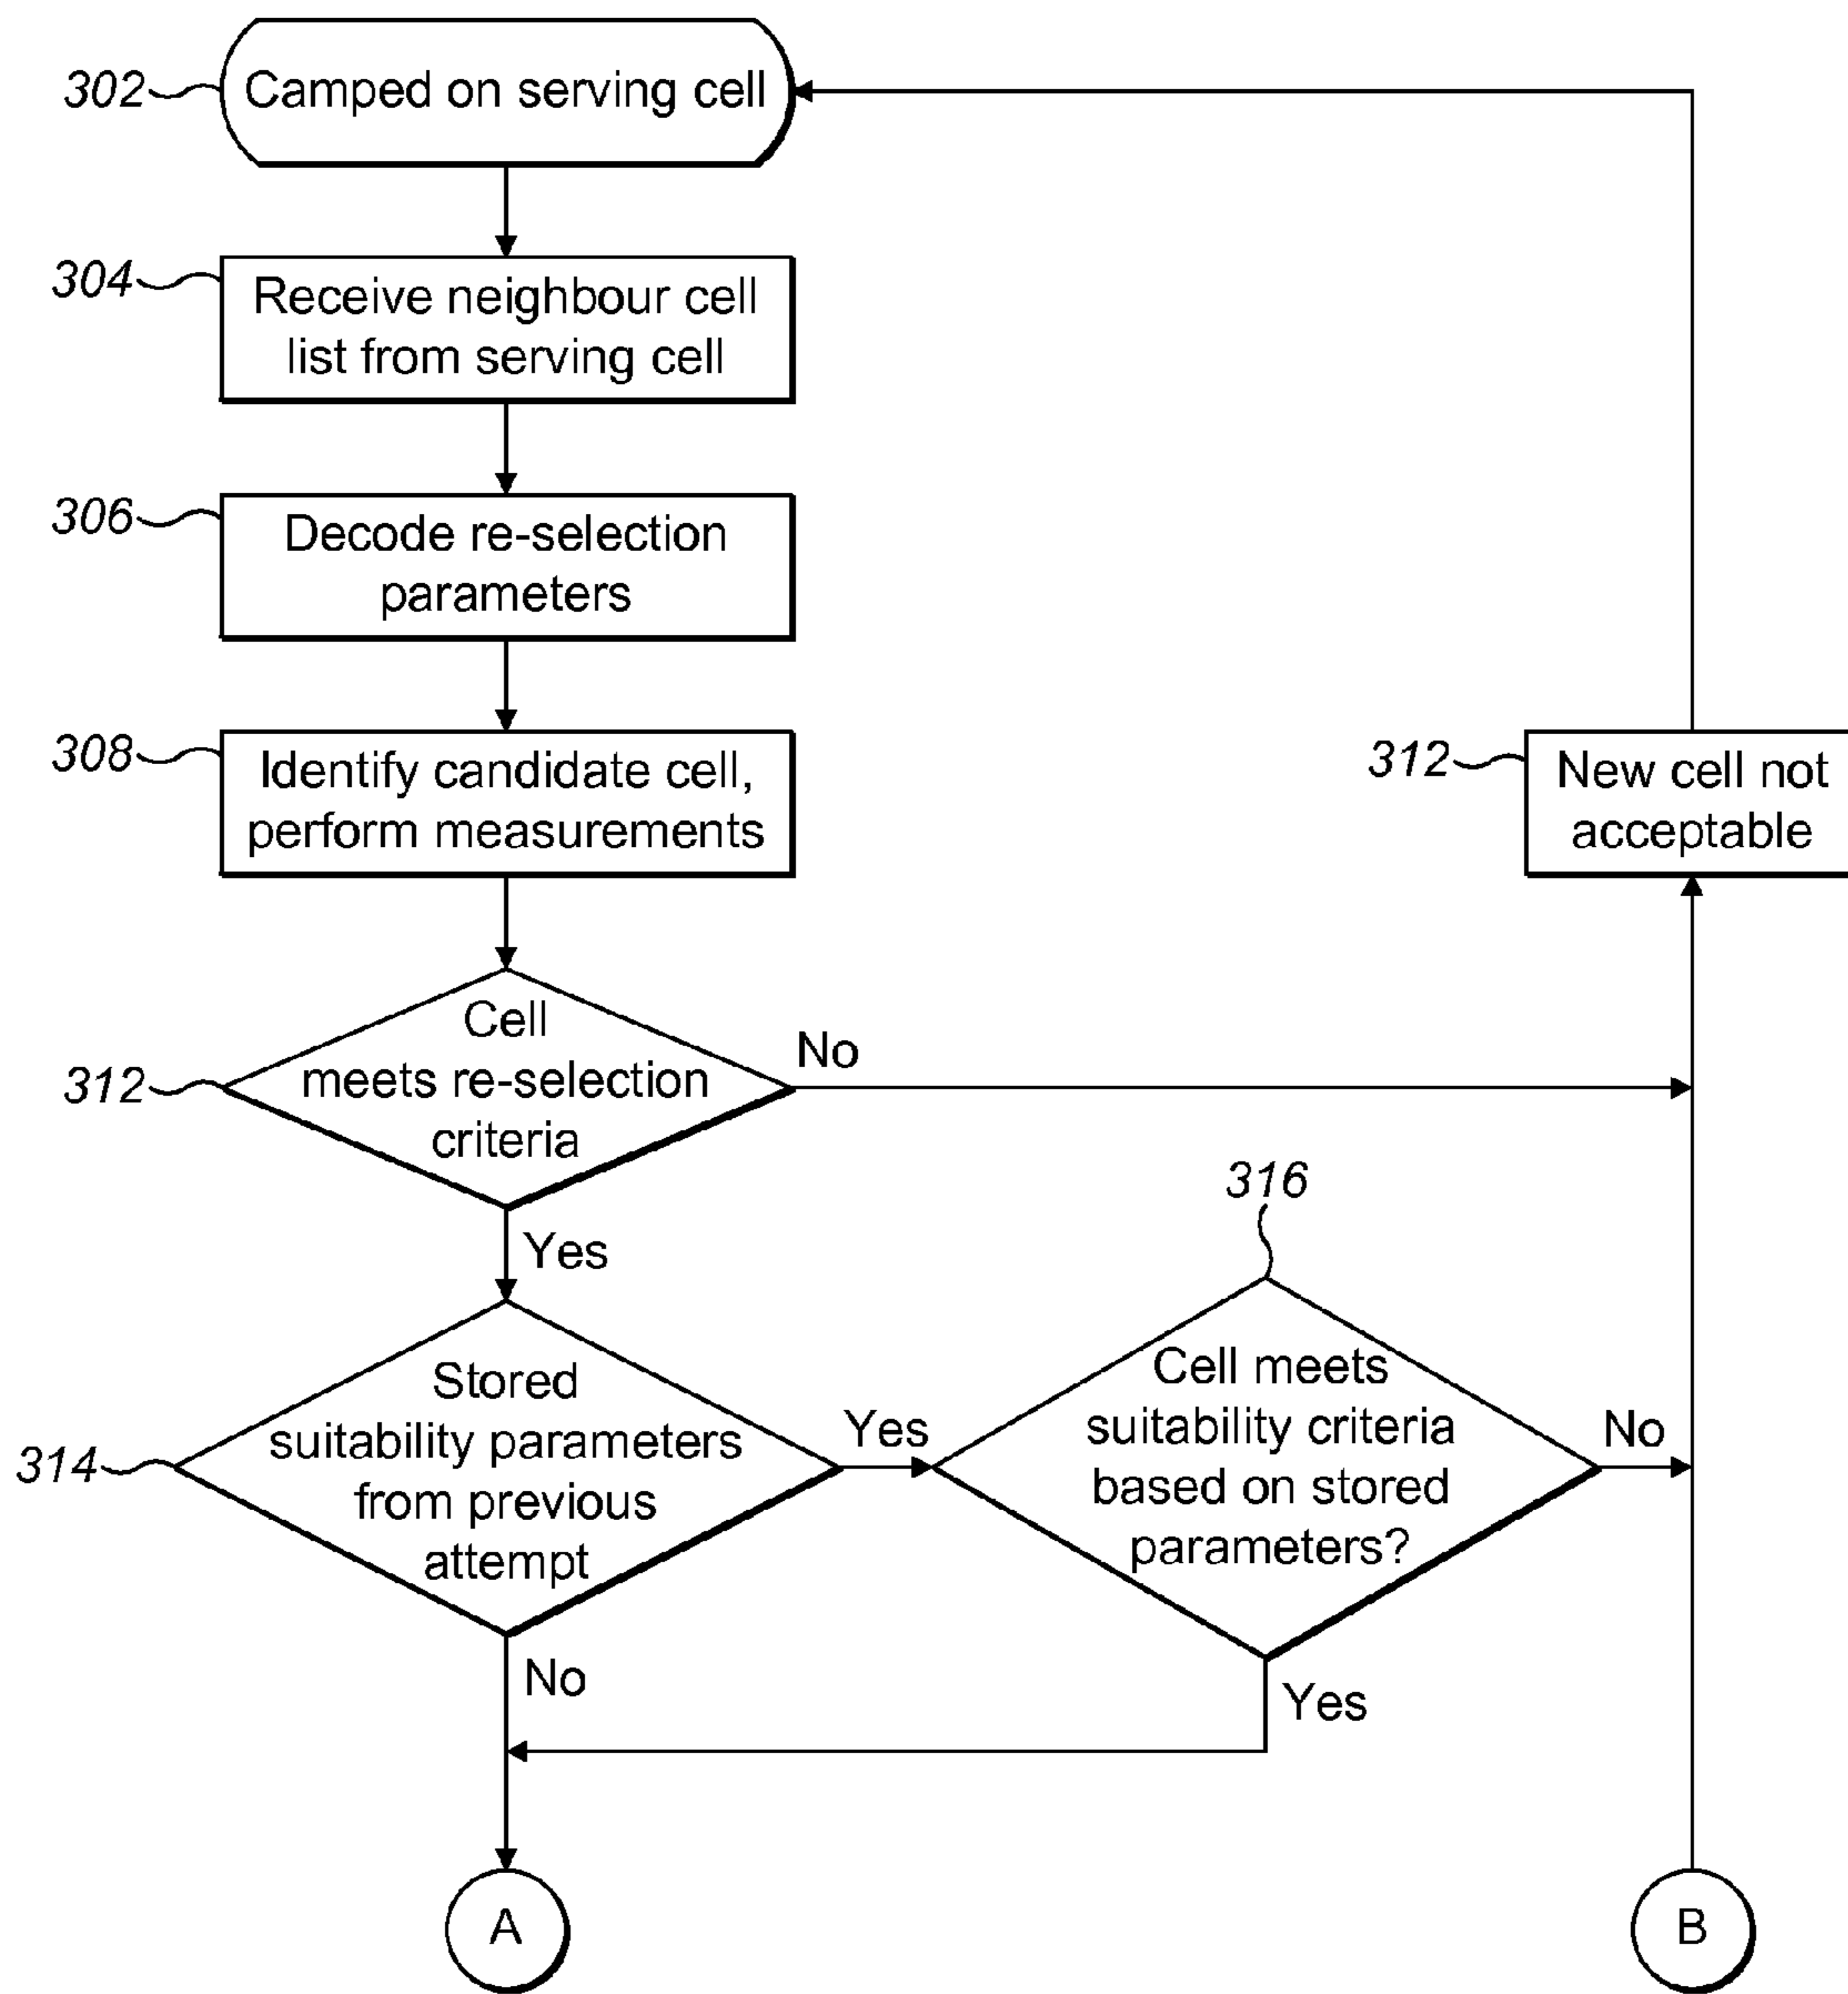 302
Camped on serving cell
304
Receive neighbour cell
list from serving cell
306
Decode re-selection
parameters
308
Identify candidate cell,
perform measurements
312
New cell not
acceptable
312
Cell
meets re-selection
criteria
No
Yes
316
314
Stored
suitability parameters
from previous
attempt
Yes
Cell meets
suitability criteria
based on stored
parameters?
No
No
Yes
A
B